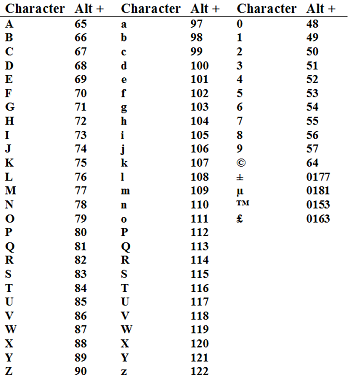 Character Alt + Character Alt + Character Alt +
A 65 a 97 0 48
B 66 b 98 1 49
C 67 c 99 2 50
D 68 d 100 3 51
E 69 e 101 4 52
F 70 f 102 5 53
G 71 g 103 6 54
H 72 h 104 7 55
I 73 i 105 8 56
J 74 j 106 9 57
K 75 k 107 © 64
L 76 l 108 ± 0177
M 77 m 109 µ 0181
N 78 n 110 ™ 0153
O 79 o 111 £ 0163
P 80 P 112
Q 81 Q 113
R 82 R 114
S 83 S 115
T 84 T 116
U 85 U 117
V 86 V 118
W 87 W 119
X 88 X 120
Y 89 Y 121
Z 90 z 122